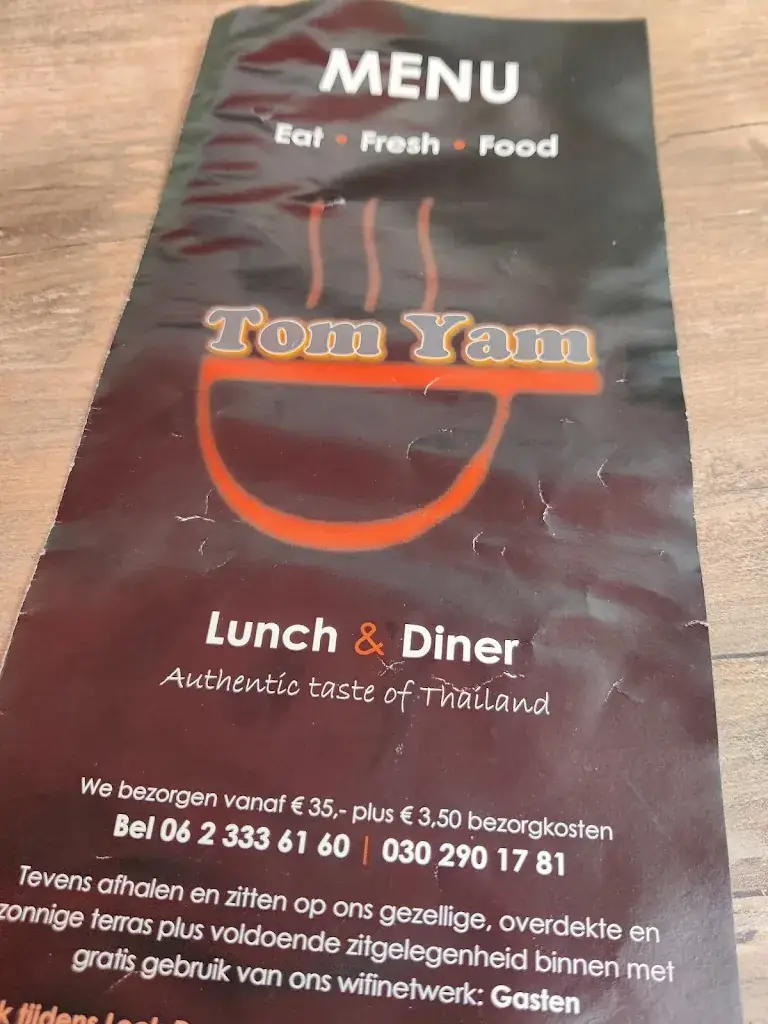 MENU
Eat • Fresh • Food
Tom Yam
Lunch & Diner
Authentic taste of Thailand
We bezorgen vanaf € 35,- plus € 3,50 bezorgkosten
Bel 06 2 333 61 60 | 030 290 17 81
Tevens afhalen en zitten op ons gezellige, overdekte en
zonnige terras plus voldoende zitgelegenheid binnen met
gratis gebruik van ons wifinetwerk: Gasten
tijdens